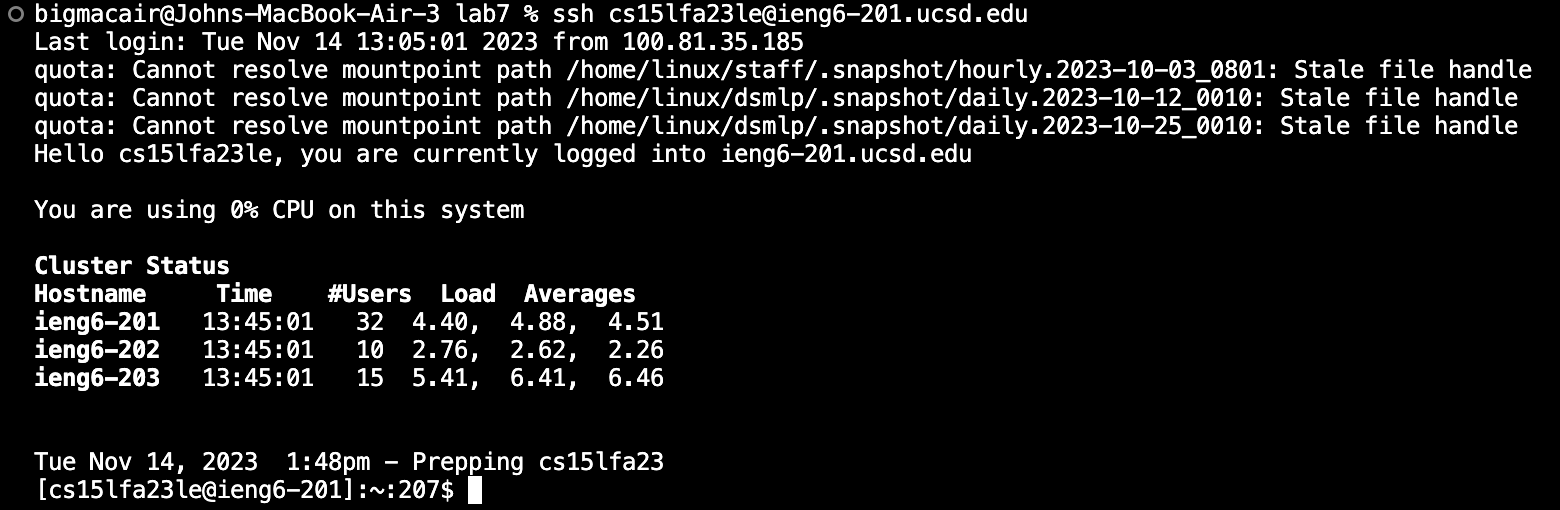 bigmacair@Johns-MacBook-Air-3 lab7 % ssh cs15lfa23le@ieng6-201.ucsd.edu
Last login: Tue Nov 14 13:05:01 2023 from 100.81.35.185
quota: Cannot resolve mountpoint path /home/linux/staff/.snapshot/hourly.2023-10-03_0801: Stale file handle
quota: Cannot resolve mountpoint path /home/linux/dsmlp/.snapshot/daily.2023-10-12_0010: Stale file handle
quota: Cannot resolve mountpoint path /home/linux/dsmlp/.snapshot/daily.2023-10-25_0010: Stale file handle
Hello cs15lfa23le, you are currently logged into ieng6-201.ucsd.edu
You are using 0% CPU on this system
Cluster Status
Hostname     Time    #Users  Load  Averages
ieng6-201   13:45:01   32  4.40,  4.88,  4.51
ieng6-202   13:45:01   10  2.76,  2.62,  2.26
ieng6-203   13:45:01   15  5.41,  6.41,  6.46
Tue Nov 14, 2023  1:48pm - Prepping cs15lfa23
[cs15lfa23le@ieng6-201]:~:207$